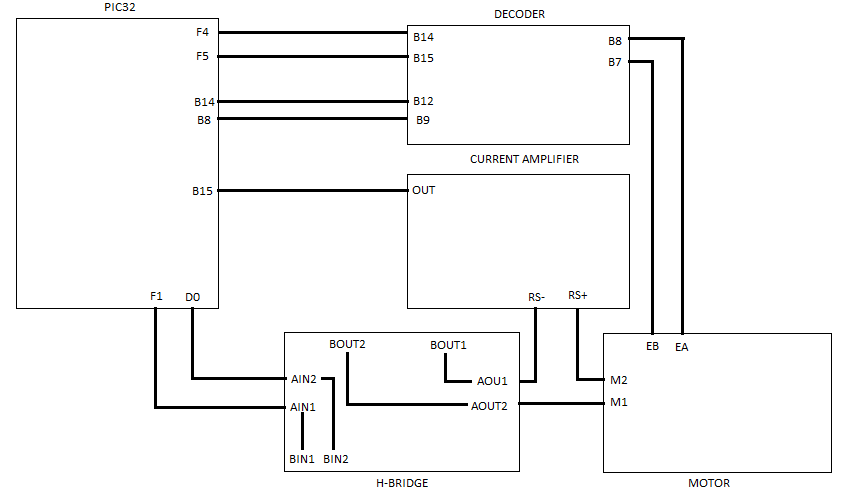 PIC32
DECODER
F4
B14
B8
F5
B15
B7
B14
B12
B8
B9
CURRENT AMPLIFIER
B15
OUT
F1
D0
RS-
RS+
BOUT2
BOUT1
EB
EA
AIN2
AOU1
M2
AIN1
AOUT2
M1
BIN1
BIN2
H-BRIDGE
MOTOR